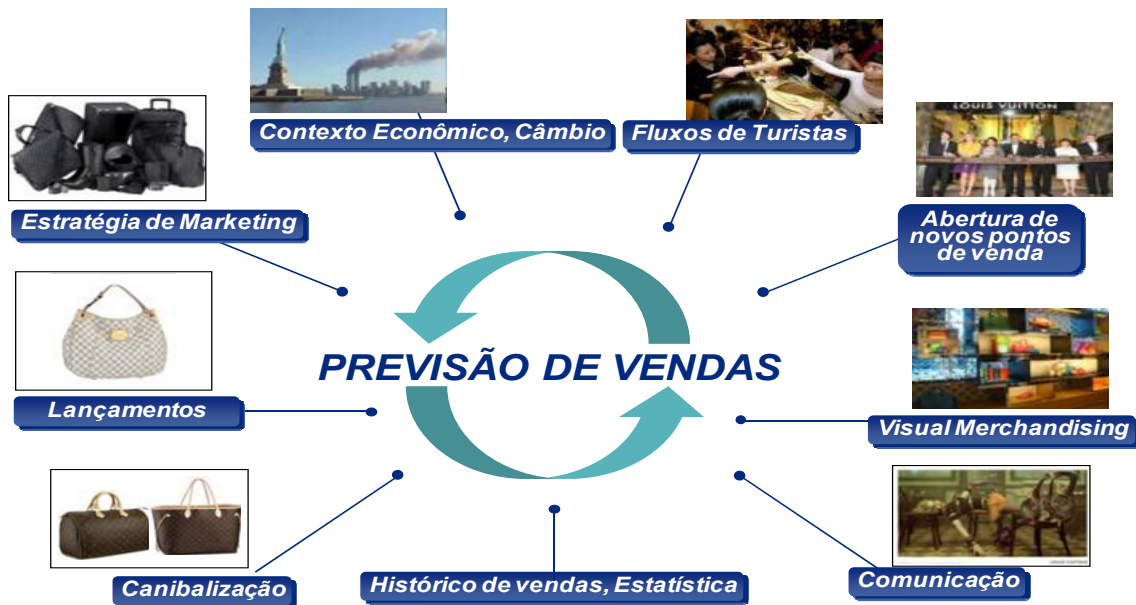 Contexto Econômico, Câmbio
Fluxos de Turistas
LOUIS VUITTON
Estratégia de Marketing
Abertura de
novos pontos
de venda
PREVISÃO DE VENDAS
Lançamentos
Visual Merchandising
Canibalização
Histórico de vendas, Estatística
Comunicação